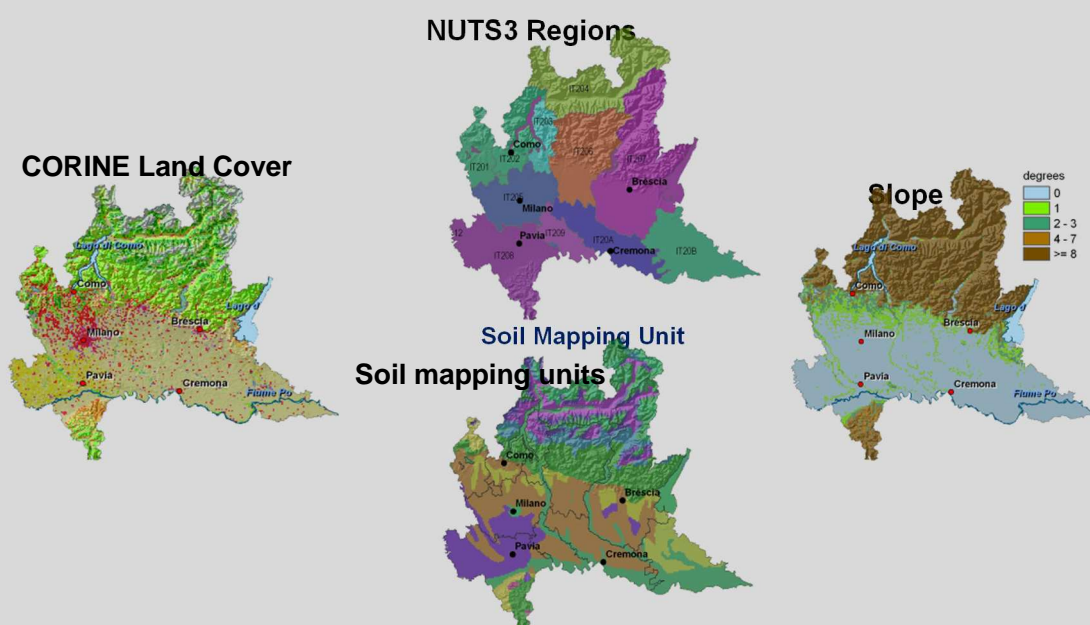 NUTS3 Regions
IT204
IT203
Como
IT201
IT202
IT206
IT207
Brescia
IT205
Milano
Pavia
IT209
IT20A
Cremona
IT20B
12
IT208
CORINE Land Cover
Lago di Como
Como
Lago d
Milano
Brescia
Pavia
Cremona
Fiume Po
Slope
degrees
0
1
2 - 3
4 - 7
>= 8
Lago di Como
Como
Lago d
Milano
Brescia
Pavia
Cremona
Fiume Po
Soil Mapping Unit
Soil mapping units
Como
Brescia
Milano
Pavia
Cremona